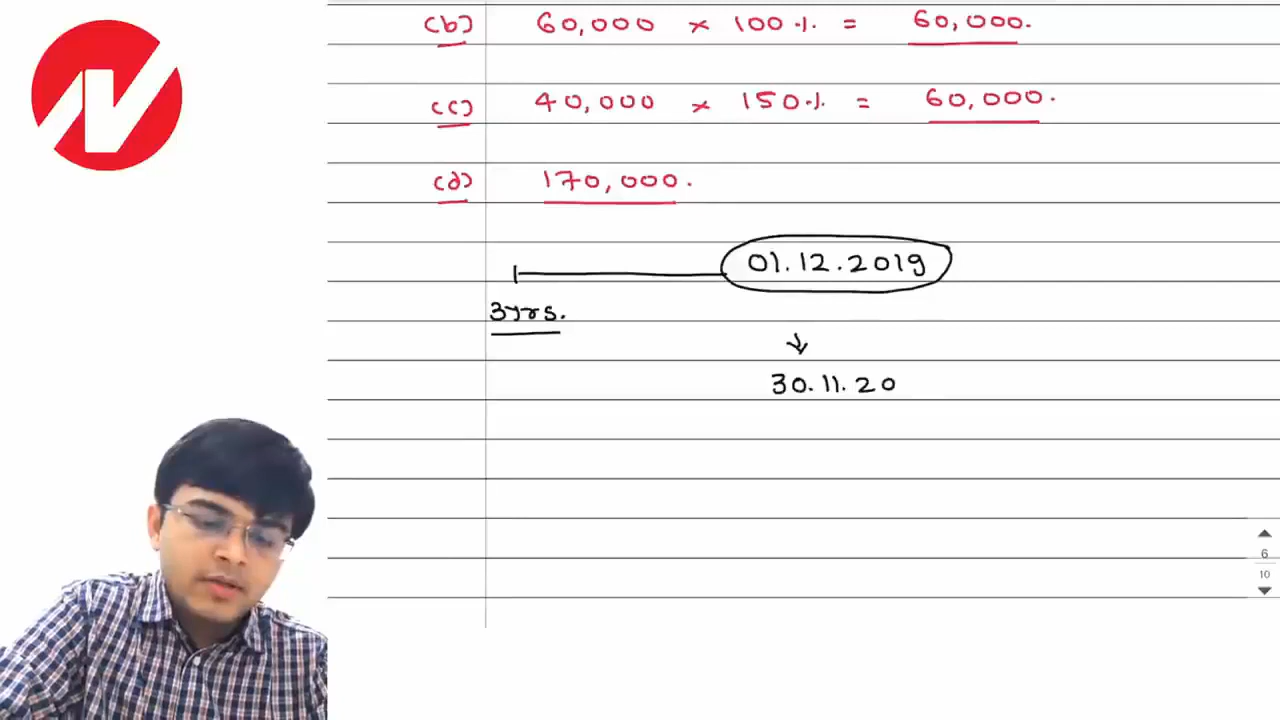 (b) 60,000 × 100 % = 60,000.
(c) 40,000 × 150 % = 60,000.
(d) 170,000.
01.12.2019
3yrs.
30.11.20
6
10